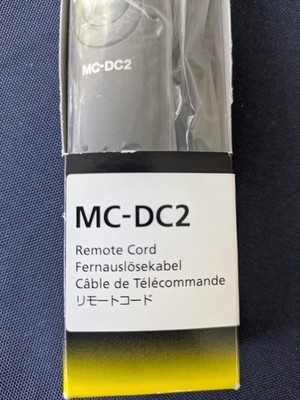 MC-DC2
MC-DC2
Remote Cord
Fernauslösekabel
Câble de Télécommande
リモートコード